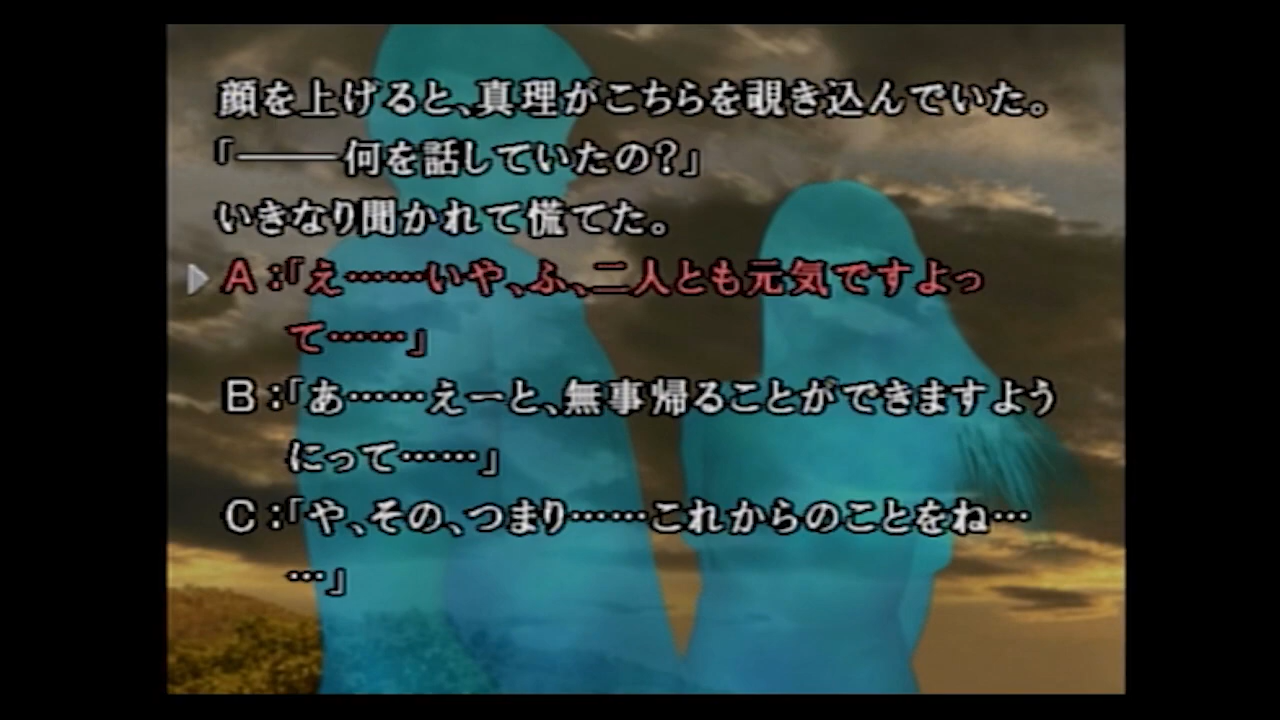 顔を上げると、真理がこちらを覗き込んでいた。
「―――何を話していたの？」
いきなり聞かれて慌てた。
A：「え……いや、ふ、二人とも元気ですよっ
て……」
B：「あ……えーと、無事帰ることができますよう
にって……」
C：「や、その、つまり……これからのことをね…
…」